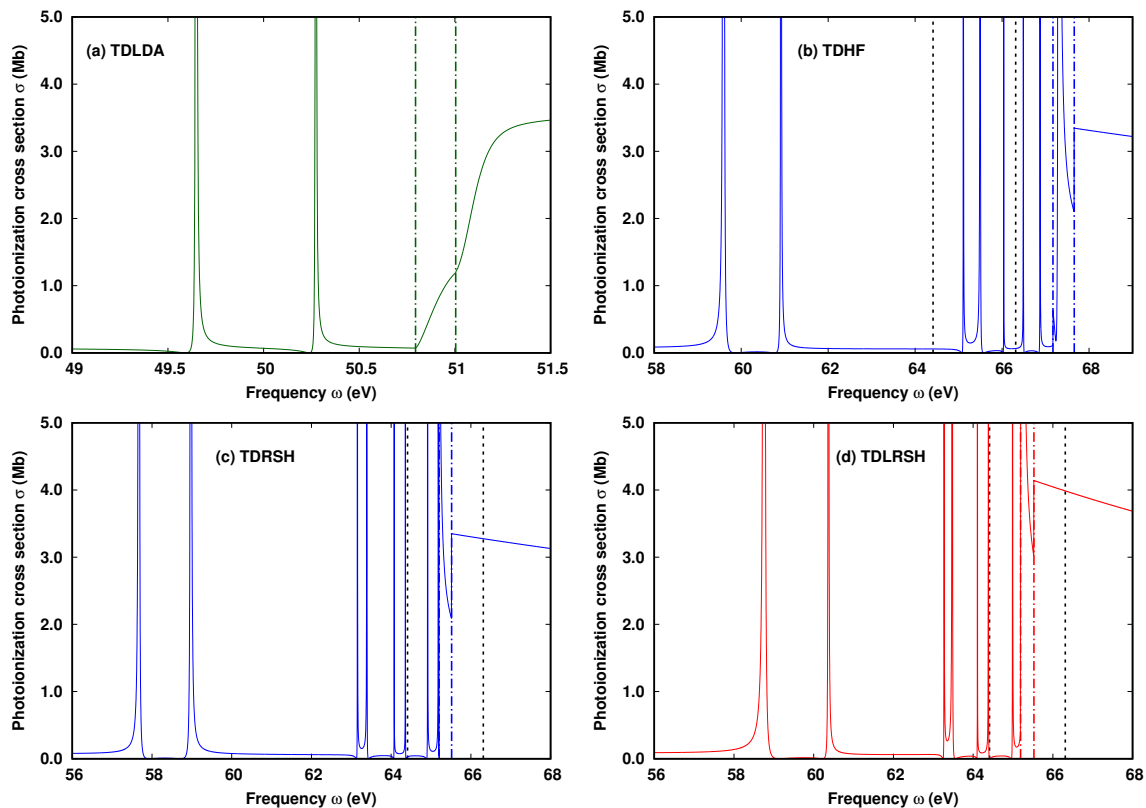 5.0
4.0
3.0
2.0
1.0
0.0
49 49.5 50 50.5 51 51.5
Photoionization cross section σ (Mb)
Frequency ω (eV)
(a) TDLDA
5.0
4.0
3.0
2.0
1.0
0.0
58 60 62 64 66 68
Photoionization cross section σ (Mb)
Frequency ω (eV)
(b) TDHF
5.0
4.0
3.0
2.0
1.0
0.0
56 58 60 62 64 66 68
Photoionization cross section σ (Mb)
Frequency ω (eV)
(c) TDRSH
5.0
4.0
3.0
2.0
1.0
0.0
56 58 60 62 64 66 68
Photoionization cross section σ (Mb)
Frequency ω (eV)
(d) TDLRSH